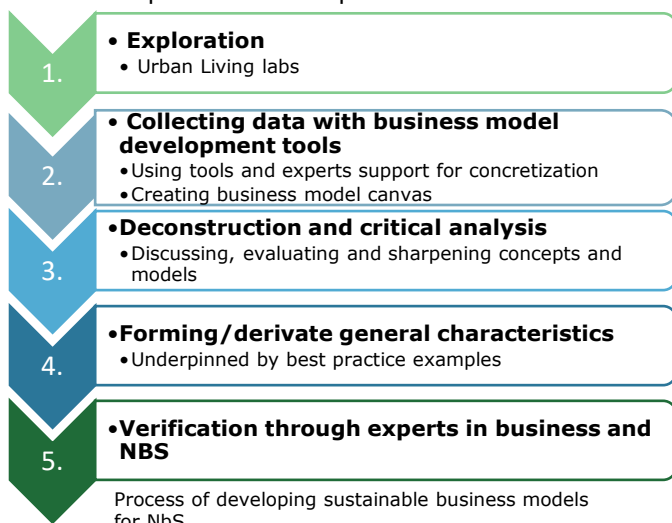 1.
• Exploration
• Urban Living labs
2.
• Collecting data with business model
development tools
•Using tools and experts support for concretization
•Creating business model canvas
3.
•Deconstruction and critical analysis
•Discussing, evaluating and sharpening concepts and
models
4.
•Forming/derivate general characteristics
•Underpinned by best practice examples
5.
•Verification through experts in business and
NBS
Process of developing sustainable business models
for NbS